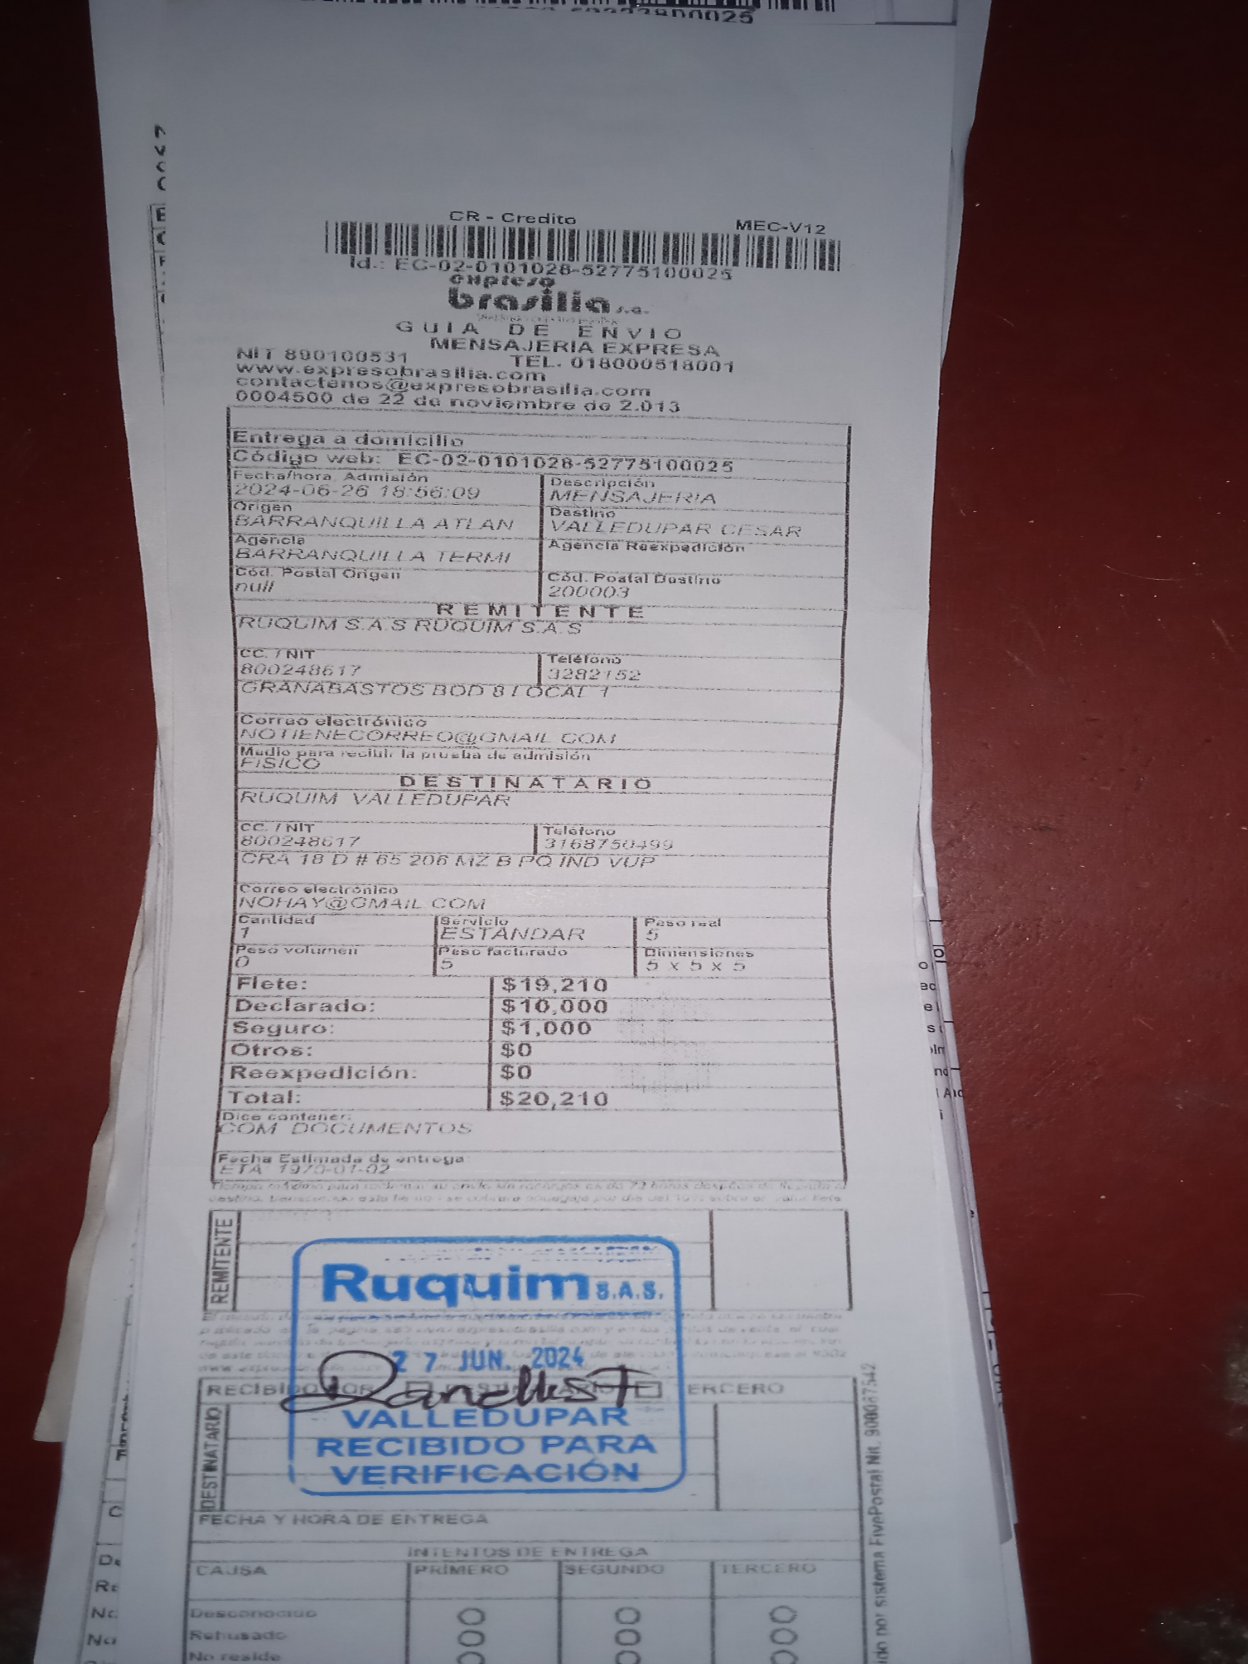 CR - Credito
MEC-V12
Id.: EC-02-0101028-52775100025
expreso
brasilia s.a.
GUIA DE ENVIO
MENSAJERIA EXPRESA
NIT 890100531 TEL. 018000518001
www.expresobrasilia.com
contactenos@expresobrasilia.com
0004500 de 22 de noviembre de 2.013
Entrega a domicilio
Código web: EC-02-0101028-52775100025
Fecha/hora Admisión Descripción
2024-06-26 18:56:09 MENSAJERIA
Origen Destino
BARRANQUILLA ATLAN VALLEDUPAR CESAR
Agencia Agencia Reexpedición
BARRANQUILLA TERMI
Cód. Postal Origen Cód. Postal Destino
null 200003
REMITENTE
RUQUIM S.A.S RUQUIM S.A.S
CC. / NIT Teléfono
800248617 3282152
GRANABASTOS BOD 8 LOCAL 1
Correo electrónico
NOTIENECORREO@GMAIL.COM
Medio para recibir la prueba de admisión
FISICO
DESTINATARIO
RUQUIM VALLEDUPAR
CC. / NIT Teléfono
800248617 3168750499
CRA 18 D # 65 206 MZ B PQ IND VUP
Correo electrónico
NOHAY@GMAIL.COM
Cantidad Servicio Peso real
1 ESTANDAR 5
Peso volumen Peso facturado Dimensiones
0 5 5 x 5 x 5
Flete: $19,210
Declarado: $10,000
Seguro: $1,000
Otros: $0
Reexpedición: $0
Total: $20,210
Dice contener:
COM DOCUMENTOS
Fecha Estimada de entrega:
ETA: 1970-01-02
REMITENTE
Ruquim S.A.S.
27 JUN. 2024
RECIBIDO POR TERCERO
VALLEDUPAR
RECIBIDO PARA
VERIFICACIÓN
DESTINATARIO
FECHA Y HORA DE ENTREGA
INTENTOS DE ENTREGA
CAUSA PRIMERO SEGUNDO TERCERO
Desconocido
Rehusado
No reside
sistema FivePostal Nit. 900087542